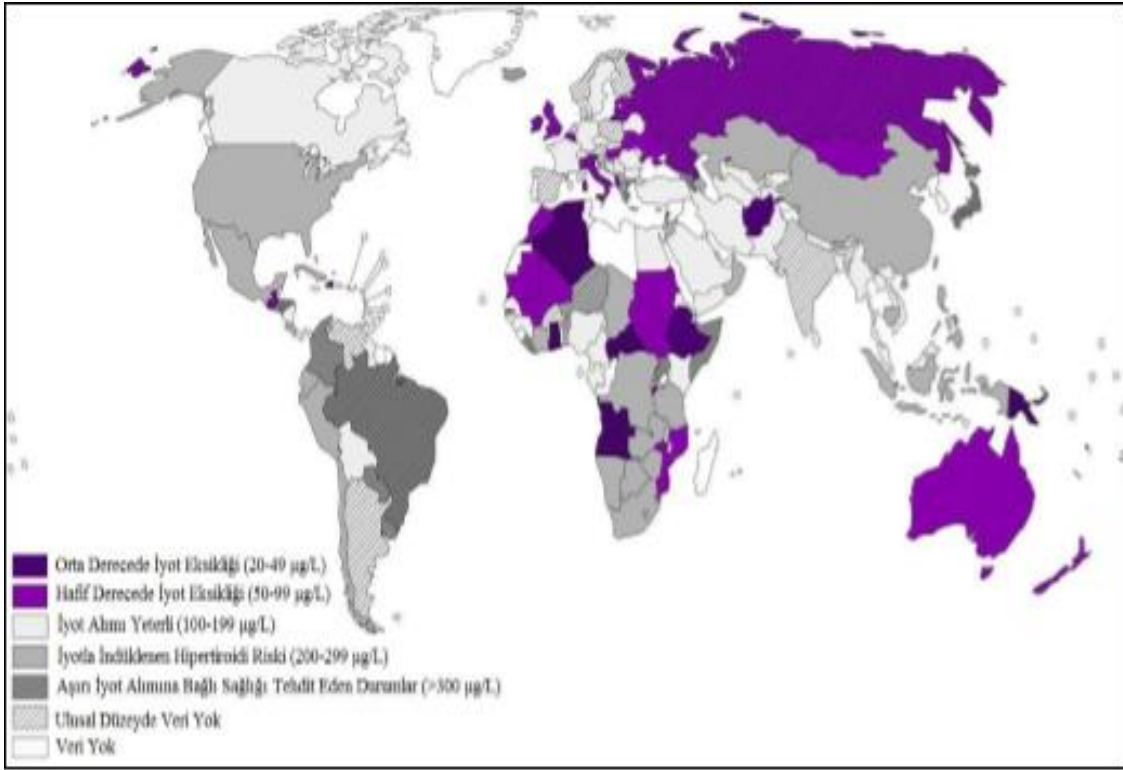 Orta Derecede İyot Eksikliği (20-49 µg/L)
Hafif Derecede İyot Eksikliği (50-99 µg/L)
İyot Alımı Yeterli (100-199 µg/L)
İyotla İndüklenen Hipertiroidi Riski (200-299 µg/L)
Aşırı İyot Alımına Bağlı Sağlığı Tehdit Eden Durumlar (>300 µg/L)
Ulusal Düzeyde Veri Yok
Veri Yok